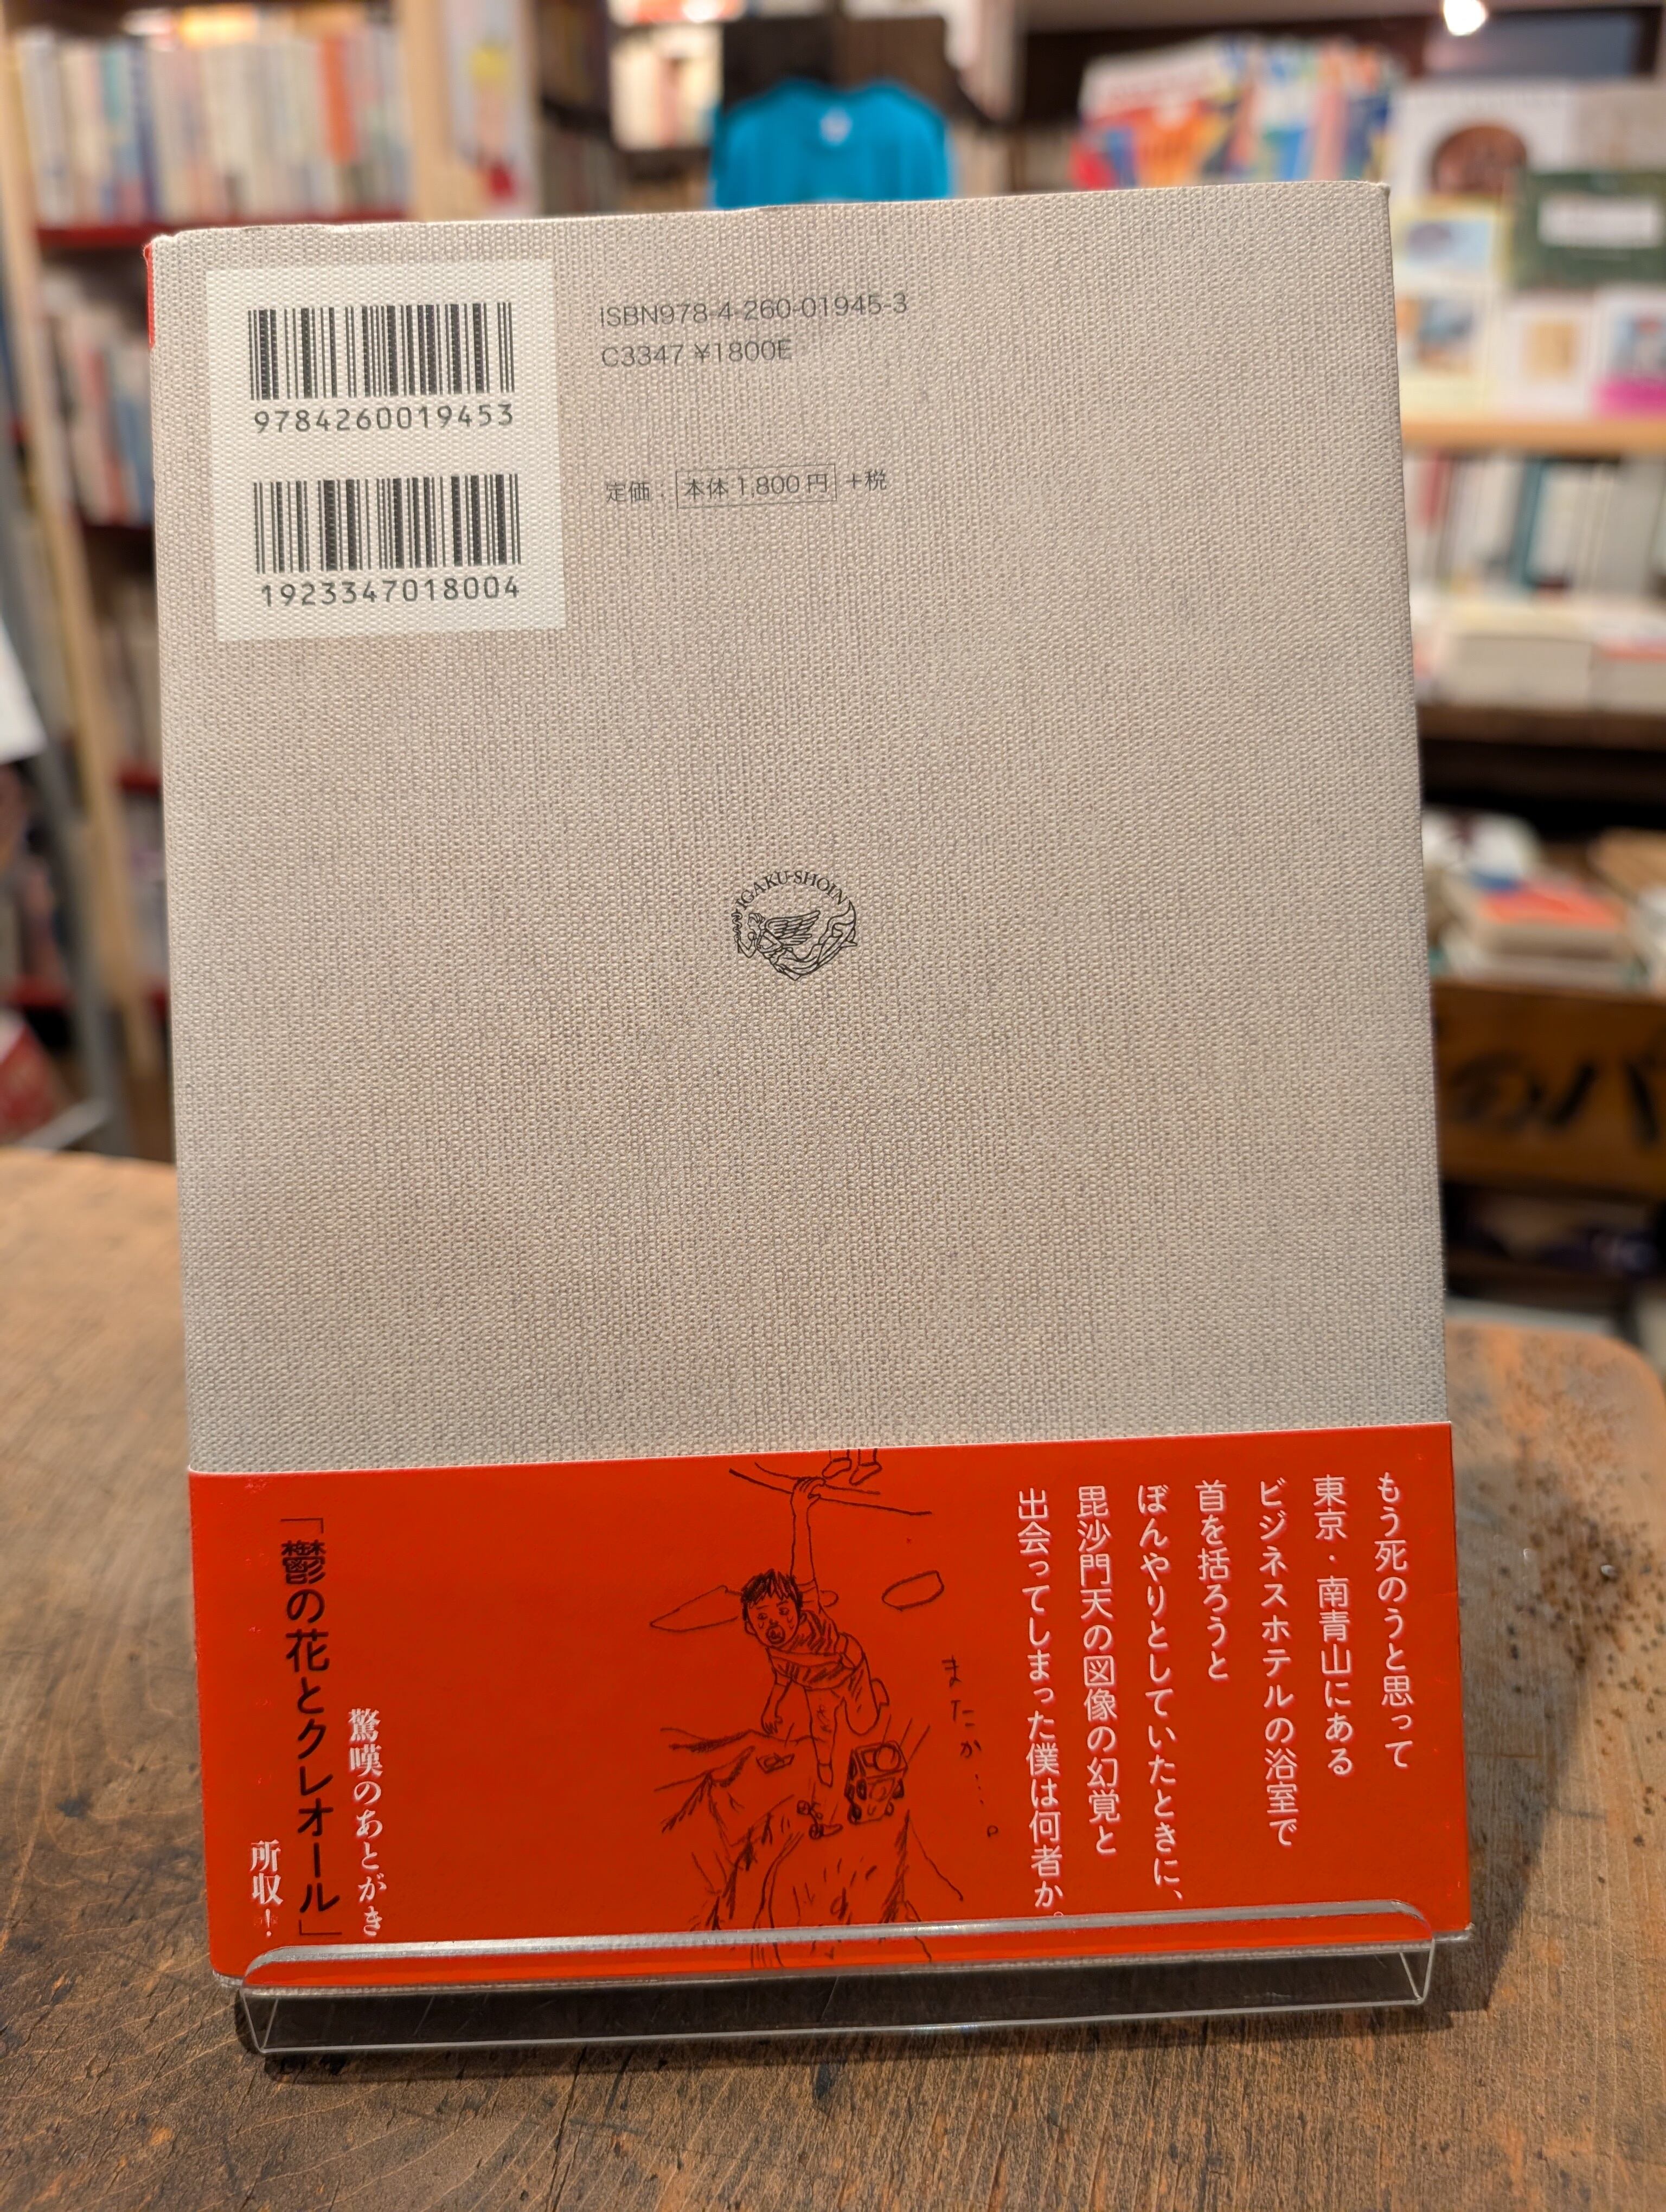 9784260019453
1923347018004
ISBN978-4-260-01945-3
C3347 ¥1800E
定価：本体 1,800 円 +税
IGAKU-SHOIN
もう死のうと思って
東京・南青山にある
ビジネスホテルの浴室で
首を括ろうと
ぼんやりとしていたときに、
毘沙門天の図像の幻覚と
出会ってしまった僕は何者か。
またか…。
驚嘆のあとがき
「鬱の花とクレオール」
所収！
のパ